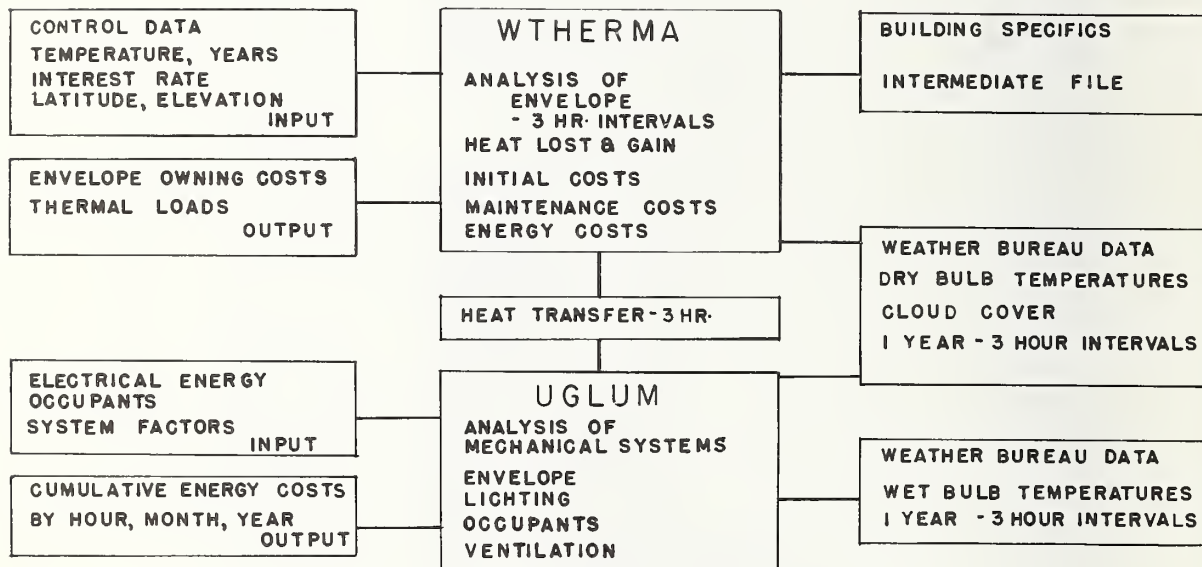 CONTROL DATA
TEMPERATURE, YEARS
INTEREST RATE
LATITUDE, ELEVATION
INPUT
ENVELOPE OWNING COSTS
THERMAL LOADS
OUTPUT
WTHERMA
ANALYSIS OF
ENVELOPE
- 3 HR. INTERVALS
HEAT LOST & GAIN
INITIAL COSTS
MAINTENANCE COSTS
ENERGY COSTS
BUILDING SPECIFICS
INTERMEDIATE FILE
WEATHER BUREAU DATA
DRY BULB TEMPERATURES
CLOUD COVER
1 YEAR - 3 HOUR INTERVALS
HEAT TRANSFER - 3 HR.
ELECTRICAL ENERGY
OCCUPANTS
SYSTEM FACTORS
INPUT
CUMULATIVE ENERGY COSTS
BY HOUR, MONTH, YEAR
OUTPUT
UGLUM
ANALYSIS OF
MECHANICAL SYSTEMS
ENVELOPE
LIGHTING
OCCUPANTS
VENTILATION
WEATHER BUREAU DATA
WET BULB TEMPERATURES
1 YEAR - 3 HOUR INTERVALS